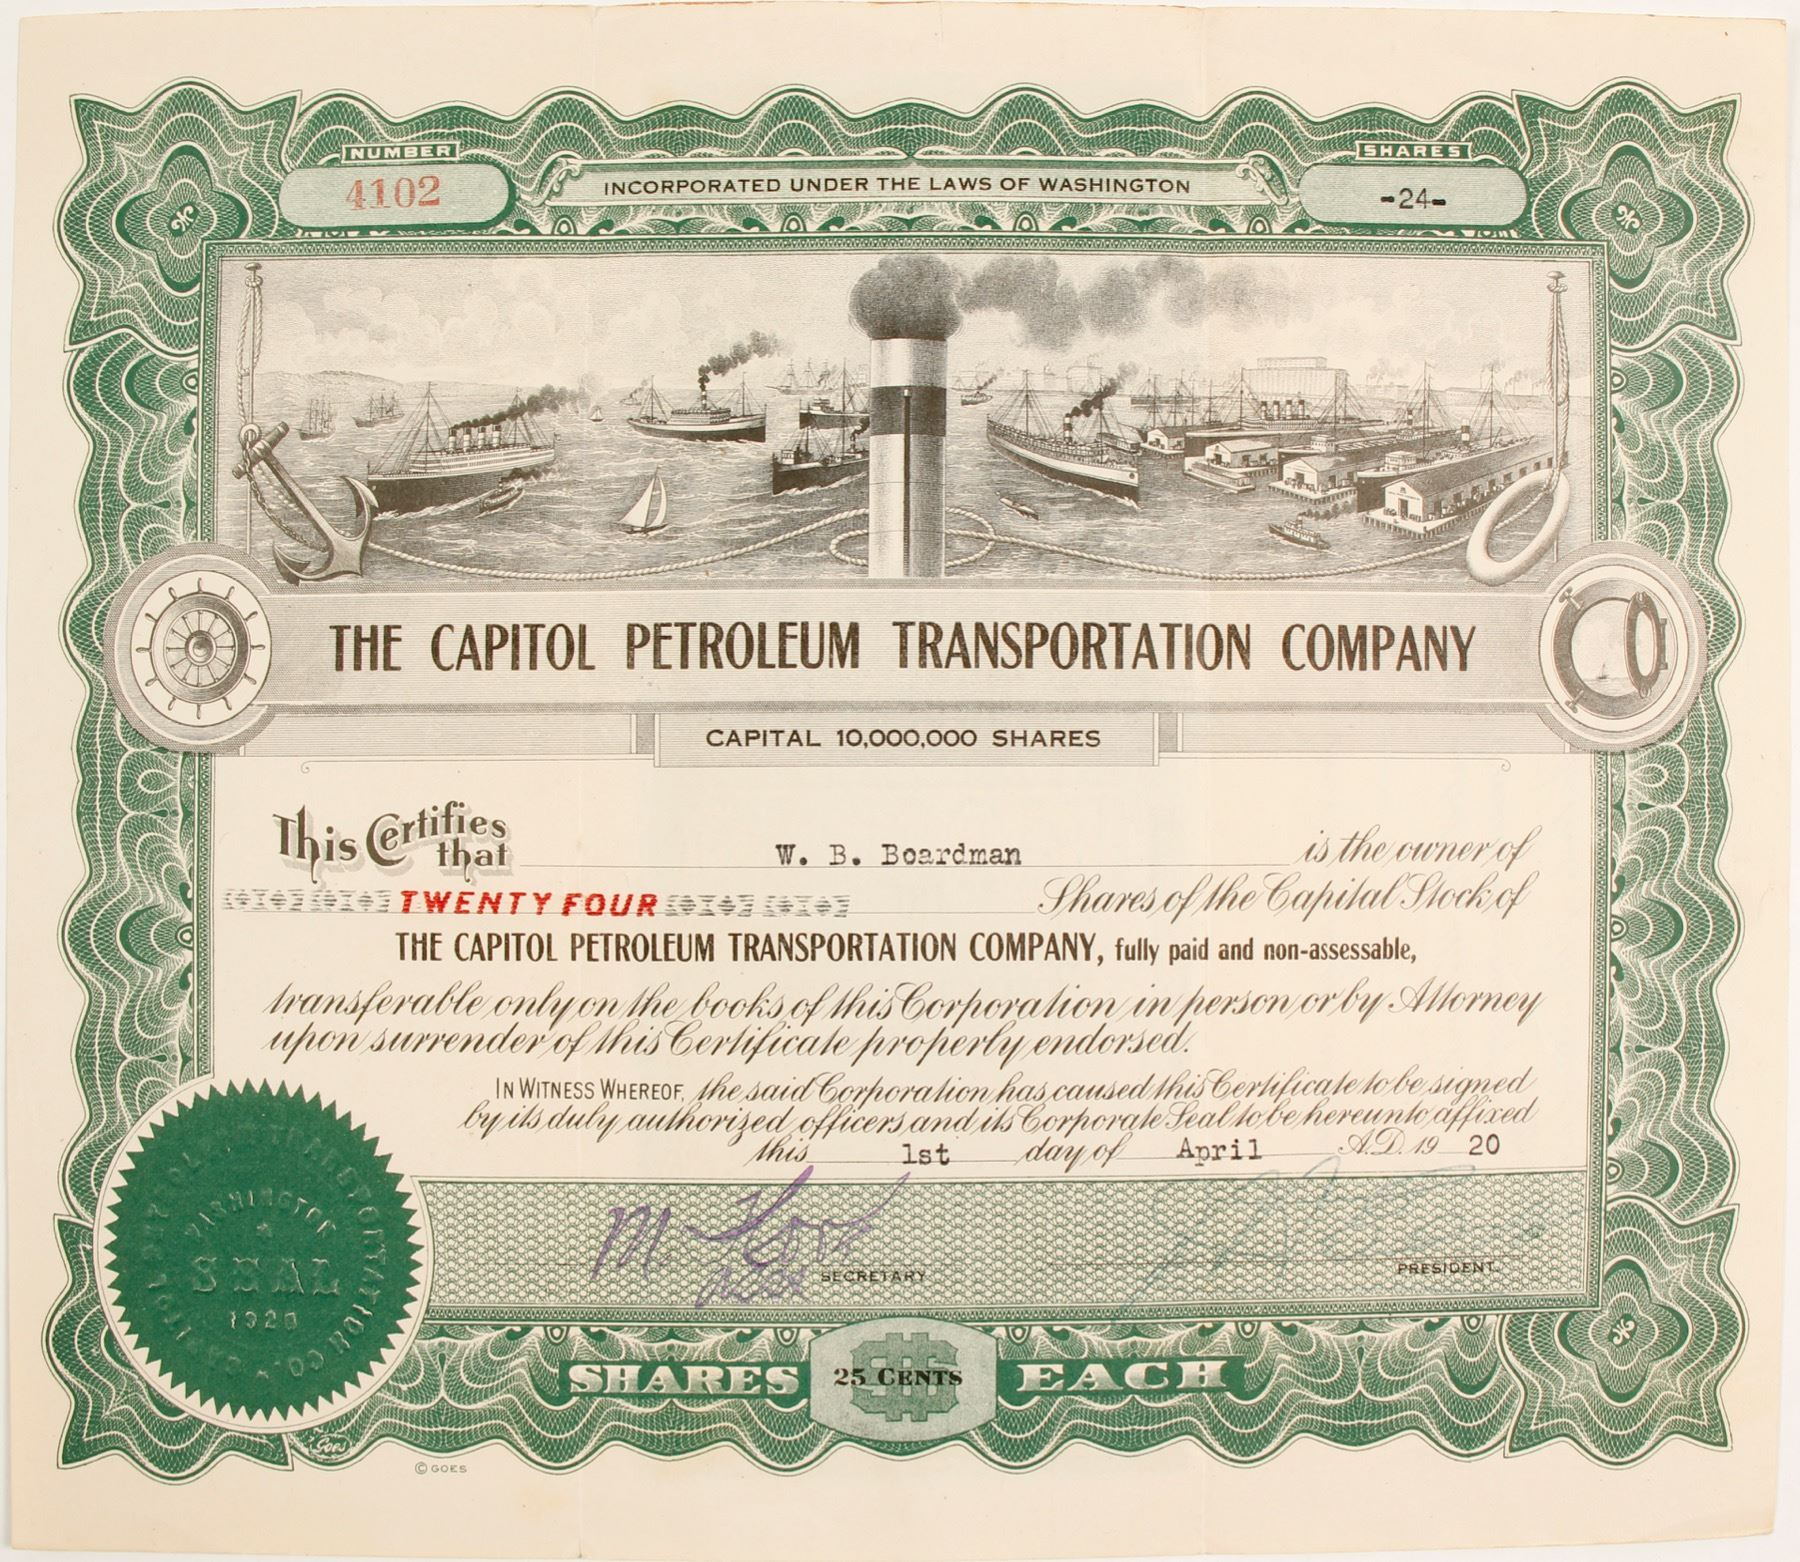 NUMBER
4102
INCORPORATED UNDER THE LAWS OF WASHINGTON
SHARES
-24-
THE CAPITOL PETROLEUM TRANSPORTATION COMPANY
CAPITAL 10,000,000 SHARES
This Certifies that W. B. Boardman is the owner of
TWENTY FOUR Shares of the Capital Stock of
THE CAPITOL PETROLEUM TRANSPORTATION COMPANY, fully paid and non-assessable,
transferable only on the books of this Corporation in person or by Attorney
upon surrender of this Certificate properly endorsed.
IN WITNESS WHEREOF, the said Corporation has caused this Certificate to be signed
by its duly authorized officers and its Corporate Seal to be hereunto affixed
this 1st day of April A.D. 1920
WASHINGTON
SEAL
1920
M.
SECRETARY
PRESIDENT.
SHARES 25 CENTS EACH
Goes
© GOES